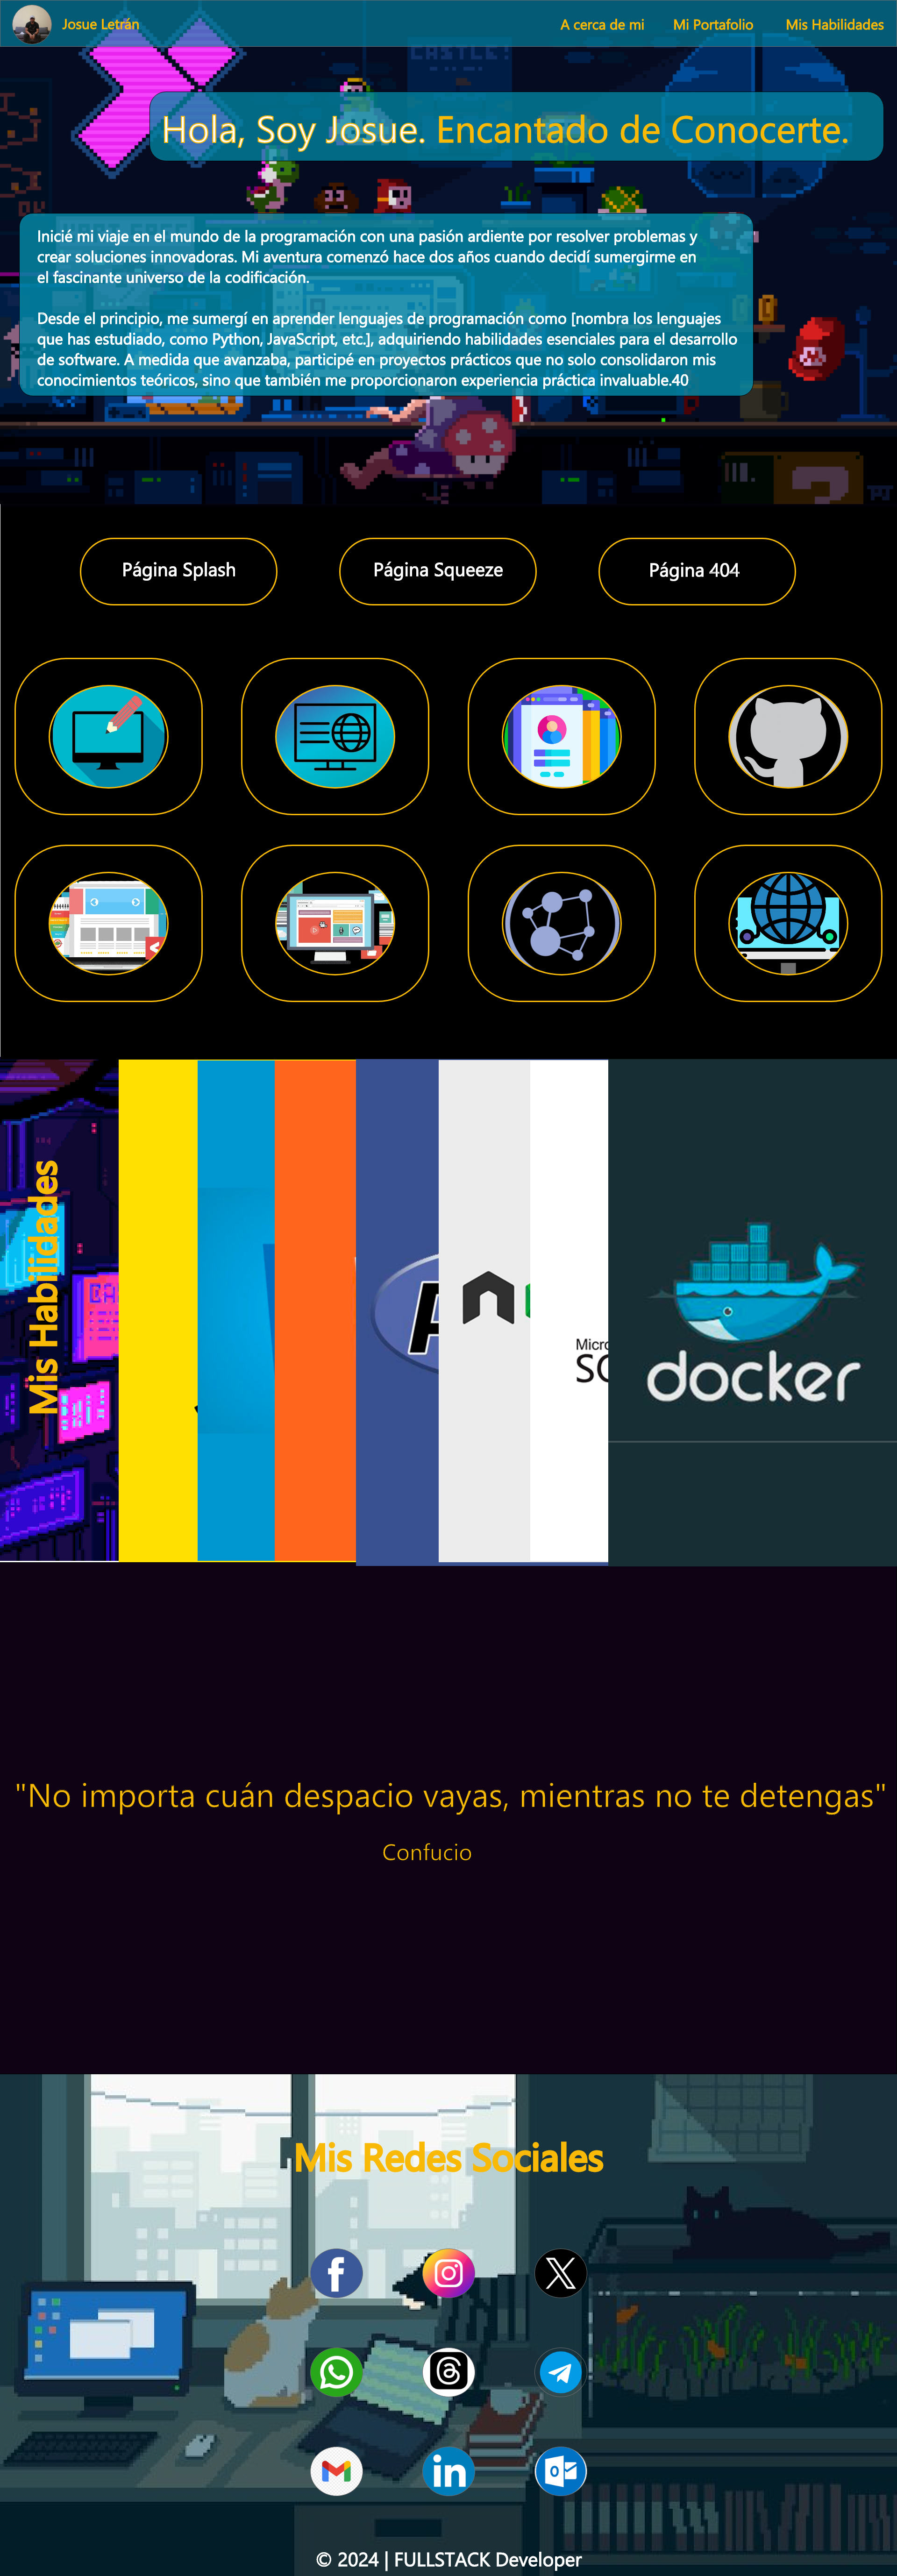 Josue Letrán
A cerca de mi
Mi Portafolio
Mis Habilidades
CASTLE!
Hola, Soy Josue. Encantado de Conocerte.
Inicié mi viaje en el mundo de la programación con una pasión ardiente por resolver problemas y
crear soluciones innovadoras. Mi aventura comenzó hace dos años cuando decidí sumergirme en
el fascinante universo de la codificación.
Desde el principio, me sumergí en aprender lenguajes de programación como [nombra los lenguajes
que has estudiado, como Python, JavaScript, etc.], adquiriendo habilidades esenciales para el desarrollo
de software. A medida que avanzaba, participé en proyectos prácticos que no solo consolidaron mis
conocimientos teóricos, sino que también me proporcionaron experiencia práctica invaluable.40
Página Splash
Página Squeeze
Página 404
Mis Habilidades
docker
"No importa cuán despacio vayas, mientras no te detengas"
Confucio
Mis Redes Sociales
© 2024 | FULLSTACK Developer